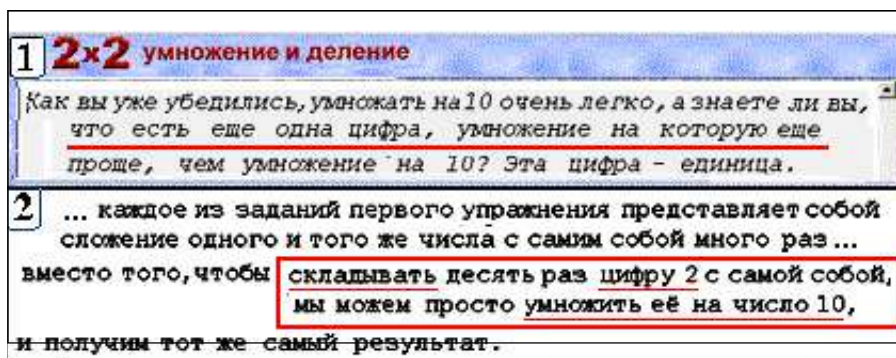 1 2x2 умножение и деление
Как вы уже убедились, умножать на 10 очень легко, а знаете ли вы,
что есть еще одна цифра, умножение на которую еще
проще, чем умножение на 10? Эта цифра - единица.
2 ... каждое из заданий первого упражнения представляет собой
сложение одного и того же числа с самим собой много раз ...
вместо того, чтобы складывать десять раз цифру 2 с самой собой,
мы можем просто умножить её на число 10,
и получим тот же самый результат.